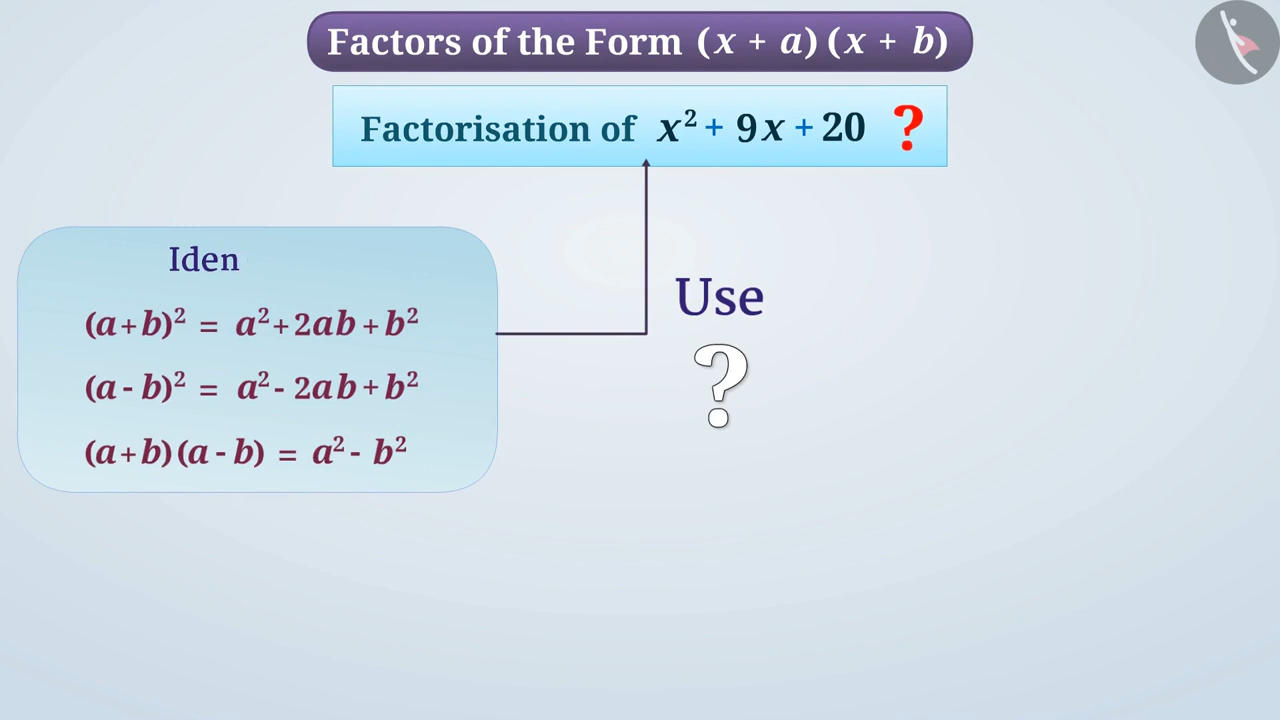 Factors of the Form (x + a) (x + b)
Factorisation of x² + 9x + 20 ?
Iden
(a+b)² = a²+2ab+b²
(a - b)² = a²- 2ab+b²
(a+b)(a - b) = a²- b²
Use
?